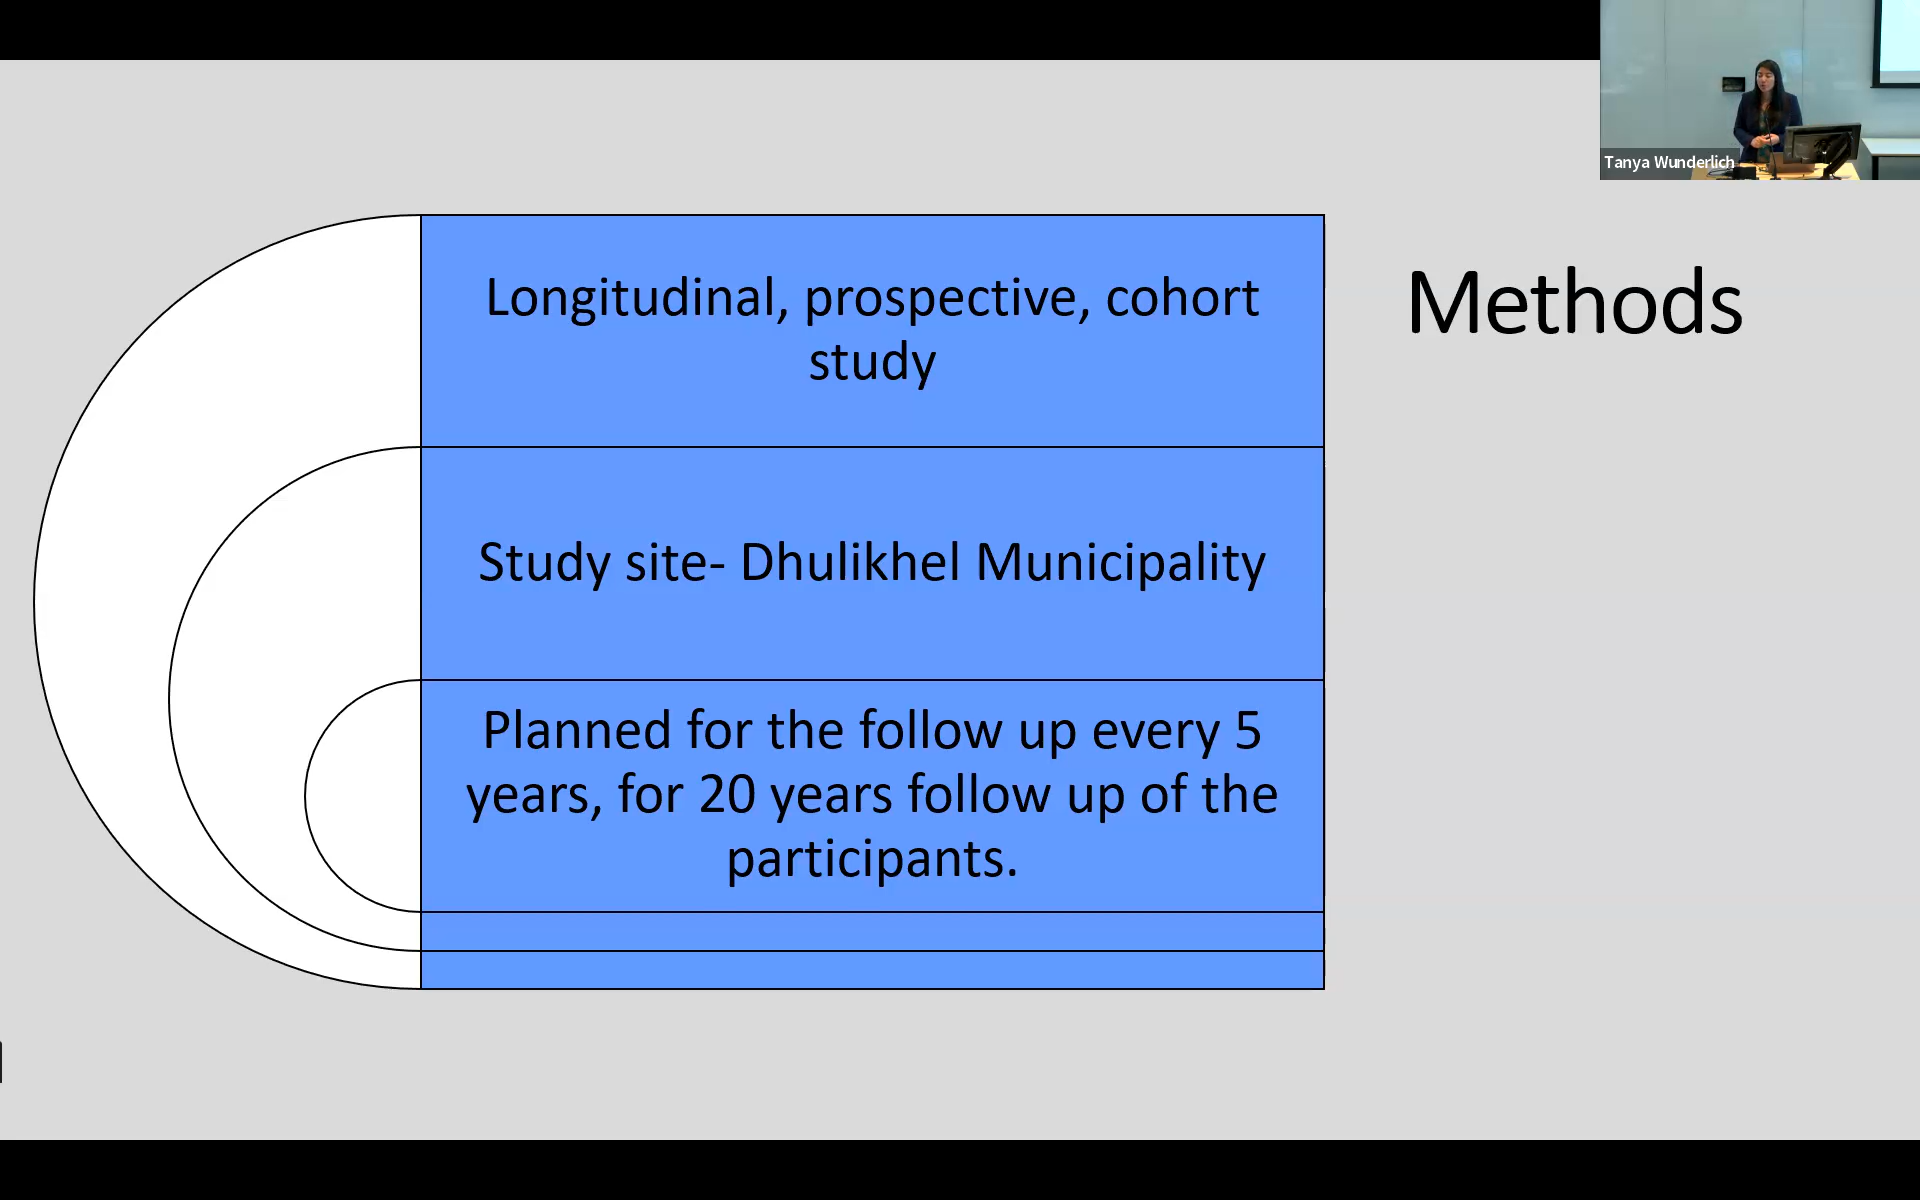 Tanya Wunderlich
Methods
Longitudinal, prospective, cohort
study
Study site- Dhulikhel Municipality
Planned for the follow up every 5
years, for 20 years follow up of the
participants.